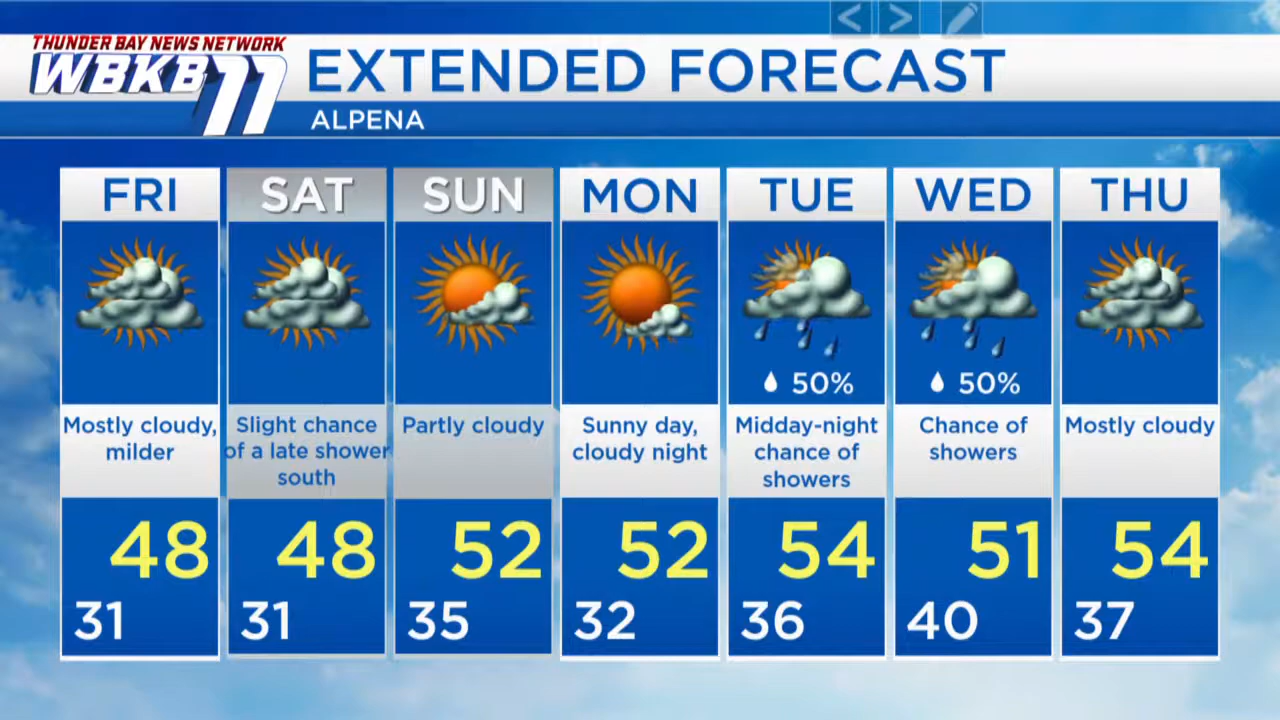 THUNDER BAY NEWS NETWORK
WBKB 11
EXTENDED FORECAST
ALPENA
FRI SAT SUN MON TUE WED THU
50% 50%
Mostly cloudy,
milder
Slight chance
of a late shower
south
Partly cloudy
Sunny day,
cloudy night
Midday-night
chance of
showers
Chance of
showers
Mostly cloudy
48 48 52 52 54 51 54
31 31 35 32 36 40 37